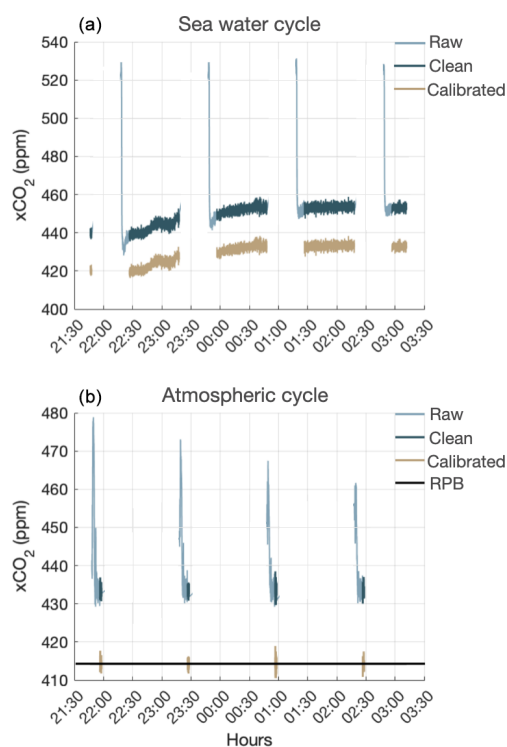 (a) Sea water cycle
540
520
500
480
460
440
420
400
xCO2 (ppm)
Raw
Clean
Calibrated
21:30 22:00 22:30 23:00 23:30 00:00 00:30 01:00 01:30 02:00 02:30 03:00 03:30
(b) Atmospheric cycle
480
470
460
450
440
430
420
410
xCO2 (ppm)
Raw
Clean
Calibrated
RPB
21:30 22:00 22:30 23:00 23:30 00:00 00:30 01:00 01:30 02:00 02:30 03:00 03:30
Hours